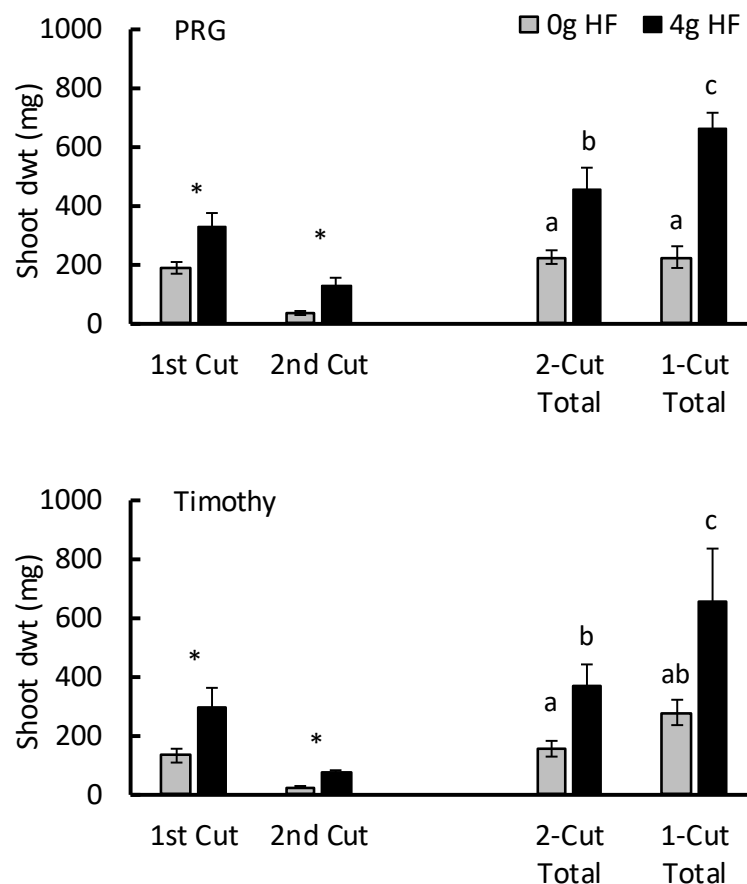 PRG
0g HF
4g HF
Shoot dwt (mg)
1000
800
600
400
200
0
*
*
a
b
a
c
1st Cut
2nd Cut
2-Cut
Total
1-Cut
Total
Timothy
Shoot dwt (mg)
1000
800
600
400
200
0
*
*
a
b
ab
c
1st Cut
2nd Cut
2-Cut
Total
1-Cut
Total